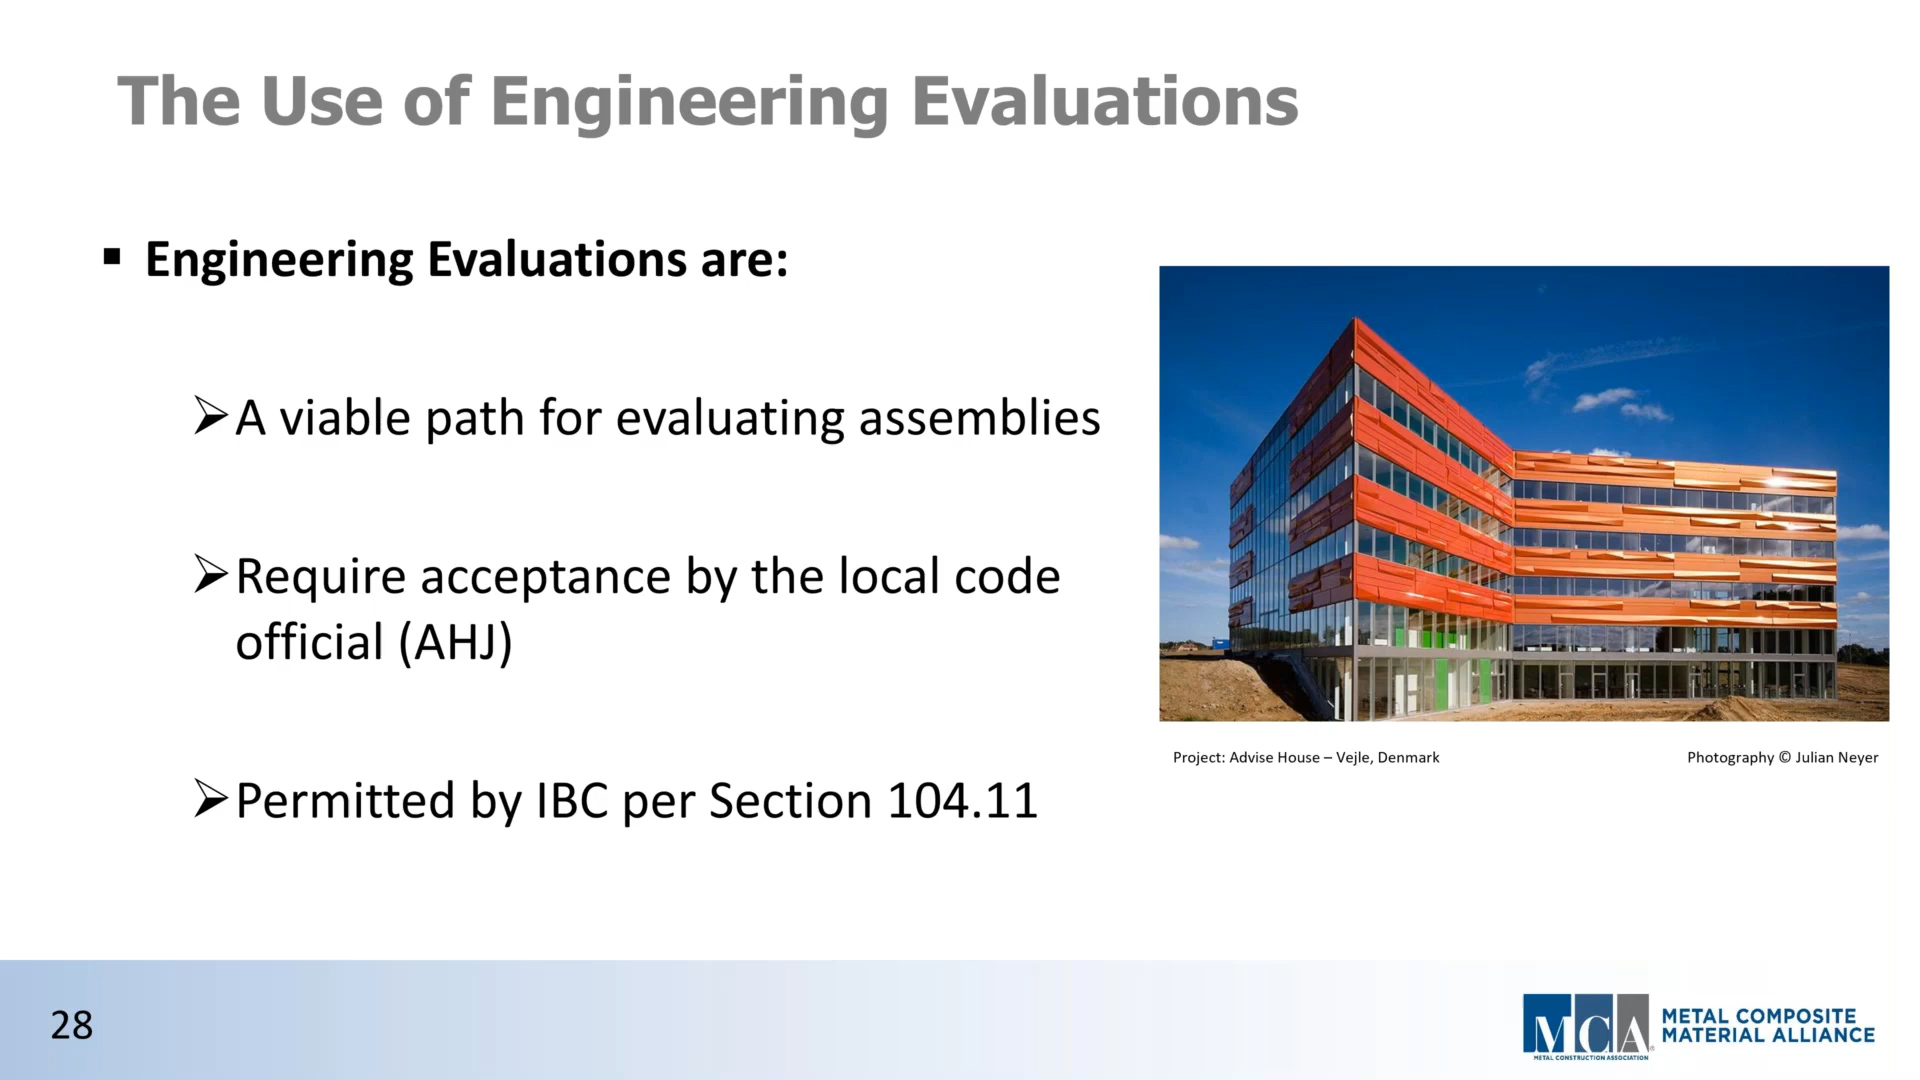 The Use of Engineering Evaluations
▪ Engineering Evaluations are:
➢A viable path for evaluating assemblies
➢Require acceptance by the local code
official (AHJ)
➢Permitted by IBC per Section 104.11
Project: Advise House – Vejle, Denmark
Photography © Julian Neyer
28
MCA®
METAL CONSTRUCTION ASSOCIATION
METAL COMPOSITE
MATERIAL ALLIANCE